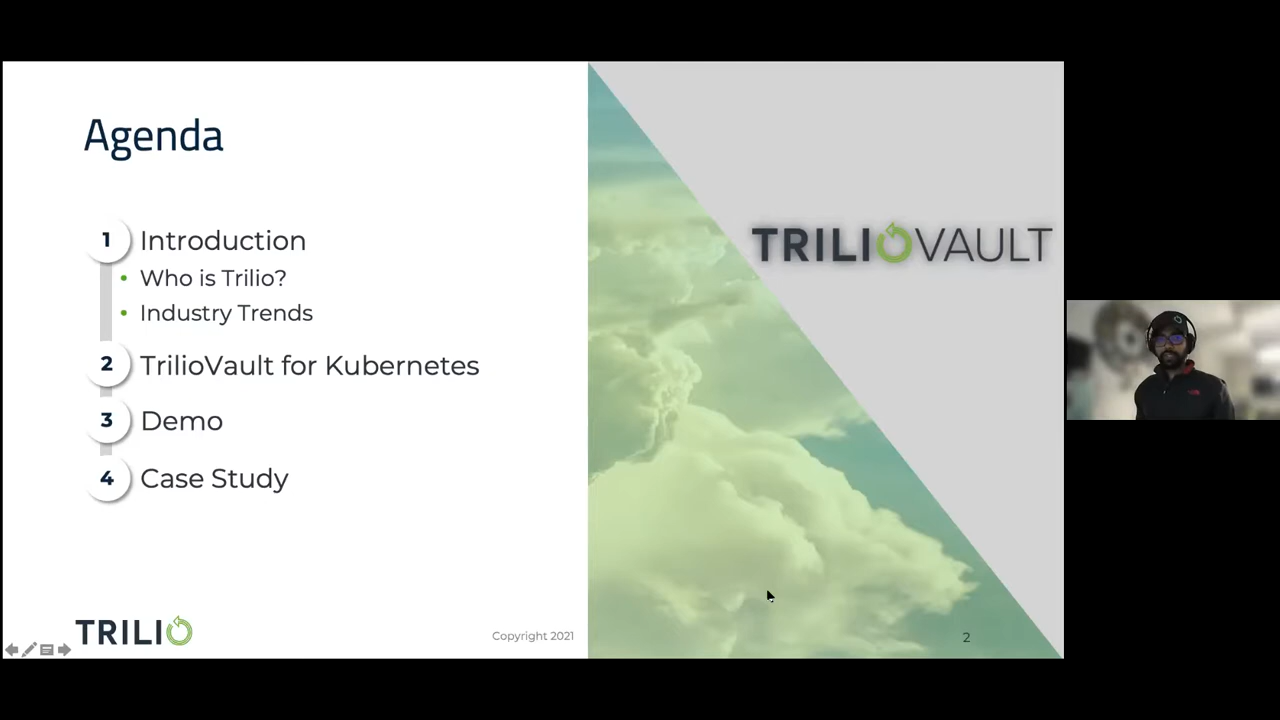 Agenda
1 Introduction
• Who is Trilio?
• Industry Trends
2 TrilioVault for Kubernetes
3 Demo
4 Case Study
TRILIO
Copyright 2021
TRILIOVAULT
2